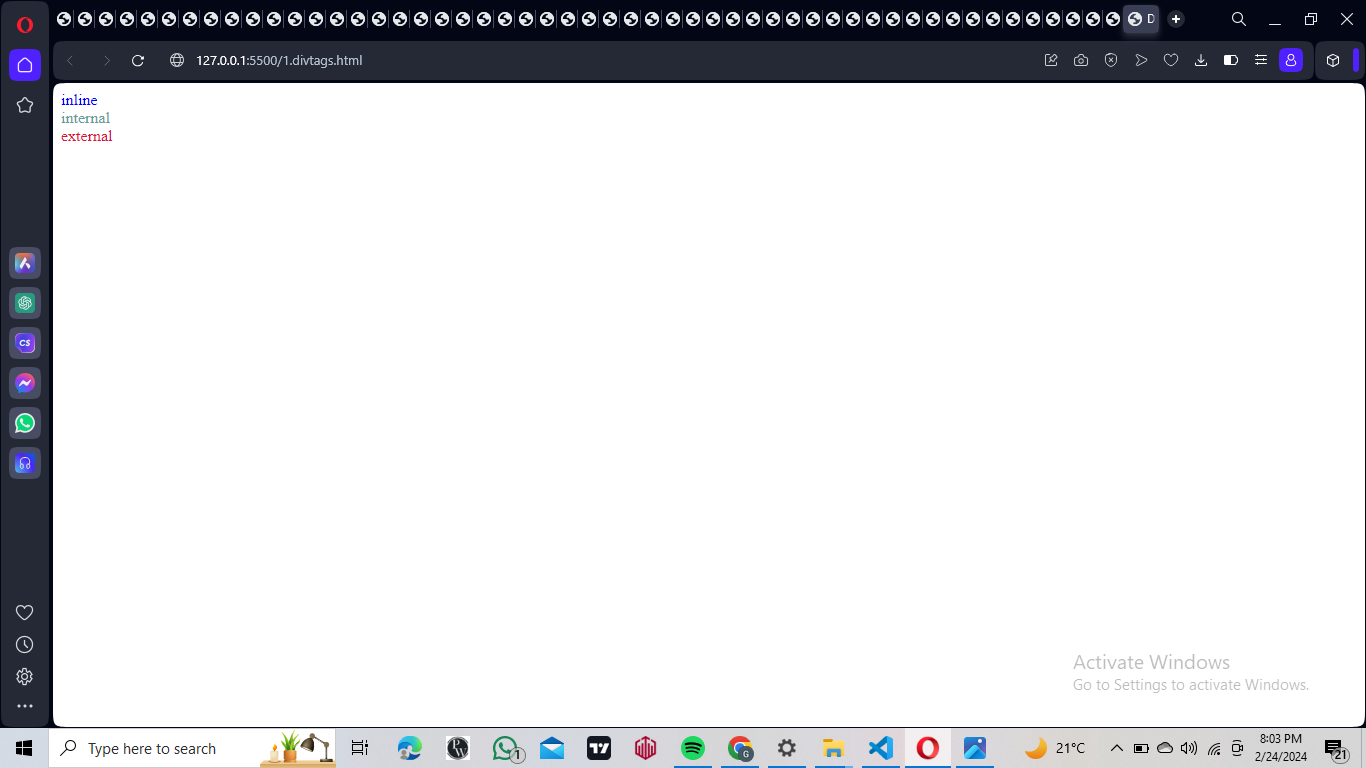 D
127.0.0.1:5500/1.divtags.html
inline
internal
external
CS
Activate Windows
Go to Settings to activate Windows.
Type here to search
1
G
21°C
8:03 PM
2/24/2024
21